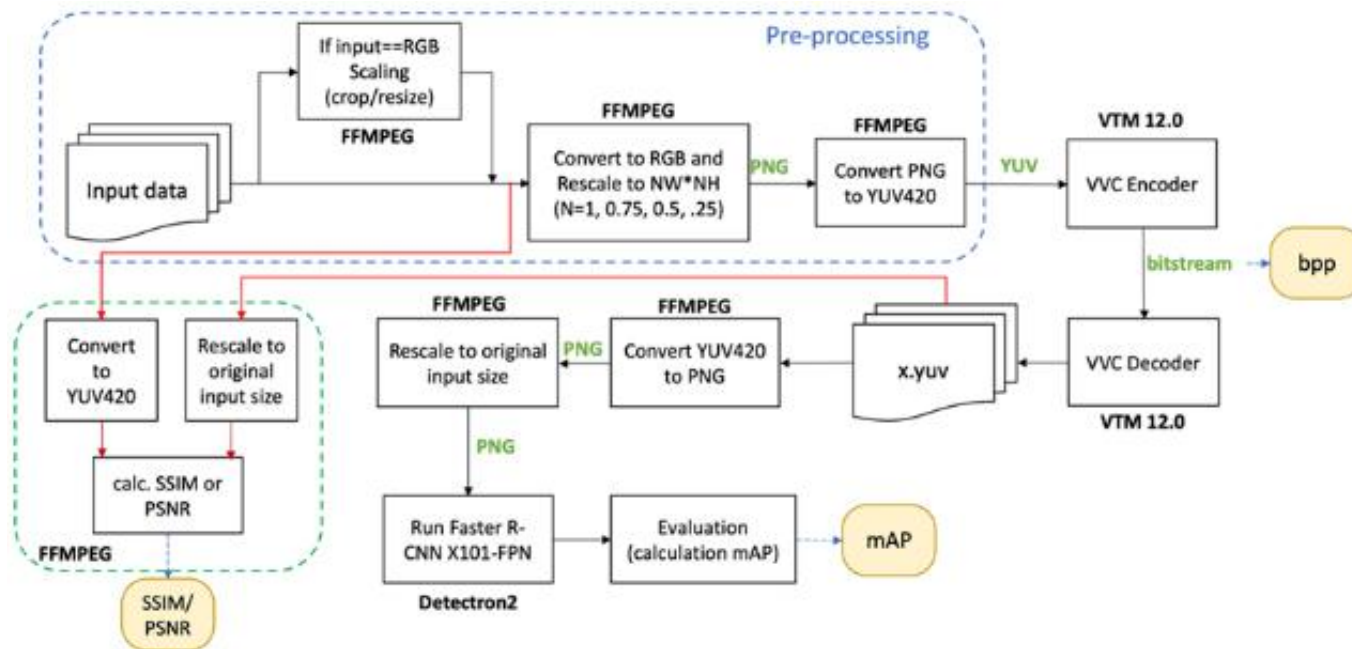 Pre-processing
If input==RGB
Scaling
(crop/resize)
FFMPEG
Input data
FFMPEG
Convert to RGB and
Rescale to NW*NH
(N=1, 0.75, 0.5, .25)
PNG
FFMPEG
Convert PNG
to YUV420
YUV
VTM 12.0
VVC Encoder
bitstream
bpp
VVC Decoder
VTM 12.0
x.yuv
FFMPEG
Convert YUV420
to PNG
PNG
FFMPEG
Rescale to original
input size
PNG
Convert
to
YUV420
Rescale to
original
input size
calc. SSIM or
PSNR
FFMPEG
SSIM/
PSNR
Run Faster R-
CNN X101-FPN
Detectron2
Evaluation
(calculation mAP)
mAP